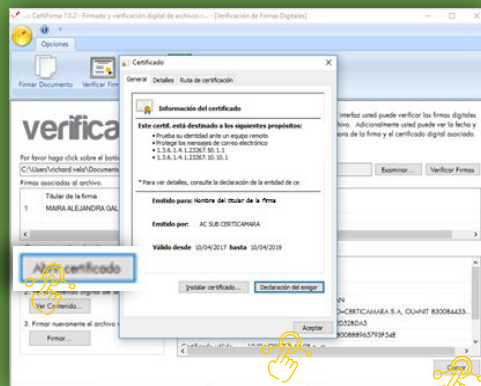 CertiFirma 7.0.2 - Firmado y verificación digital de archivos ::... - [Verificación de Firmas Digitales]
Opciones
Firmar Documento
Verificar Firm
verifica
interfaz usted puede verificar las firmas digitales
Adicionalmente usted puede ver la fecha y
ora de la firma y el certificado digital asociado.
Por favor haga click sobre el botó
C:\Users\richard.vela\Documents
Examinar...
Verificar Firmas
Firmas asociadas al archivo.
Titular de la firma
1 MAIRA ALEJANDRA GAL
Certificado
General
Detalles
Ruta de certificación
Información del certificado
Este certif. está destinado a los siguientes propósitos:
• Prueba su identidad ante un equipo remoto
• Protege los mensajes de correo electrónico
• 1.3.6.1.4.1.23267.50.1.1
• 1.3.6.1.4.1.23267.10.10.1
* Para ver detalles, consulte la declaración de la entidad de ce
Emitido para: Nombre del titular de la firma
Emitido por: AC SUB CERTICAMARA
Válido desde 10/04/2017 hasta 10/04/2019
Instalar certificado...
Declaración del emisor
Aceptar
Abrir certificado
Ver Contenido...
3. Firmar nuevamente el archivo
Firmar...
=CERTICAMARA S.A, OU=NIT 830084433...
Cerrar